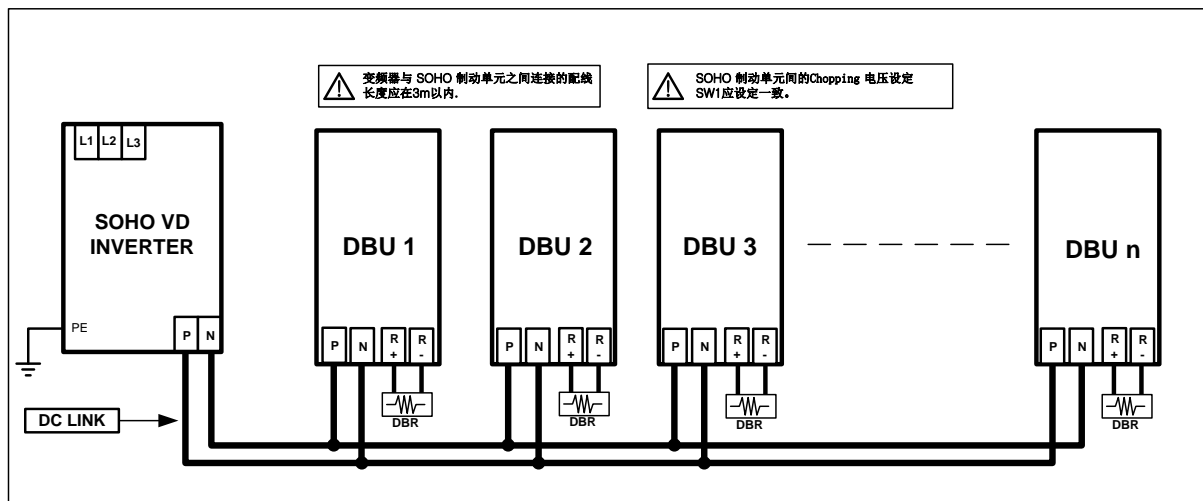 变频器与 SOHO 制动单元之间连接的配线
长度应在3m以内.
SOHO 制动单元间的Chopping 电压设定
SW1应设定一致。
L1 L2 L3
SOHO VD
INVERTER
PE
P N
DBU 1
P N R+ R-
DBR
DBU 2
P N R+ R-
DBR
DBU 3
P N R+ R-
DBR
DBU n
P N R+ R-
DBR
DC LINK